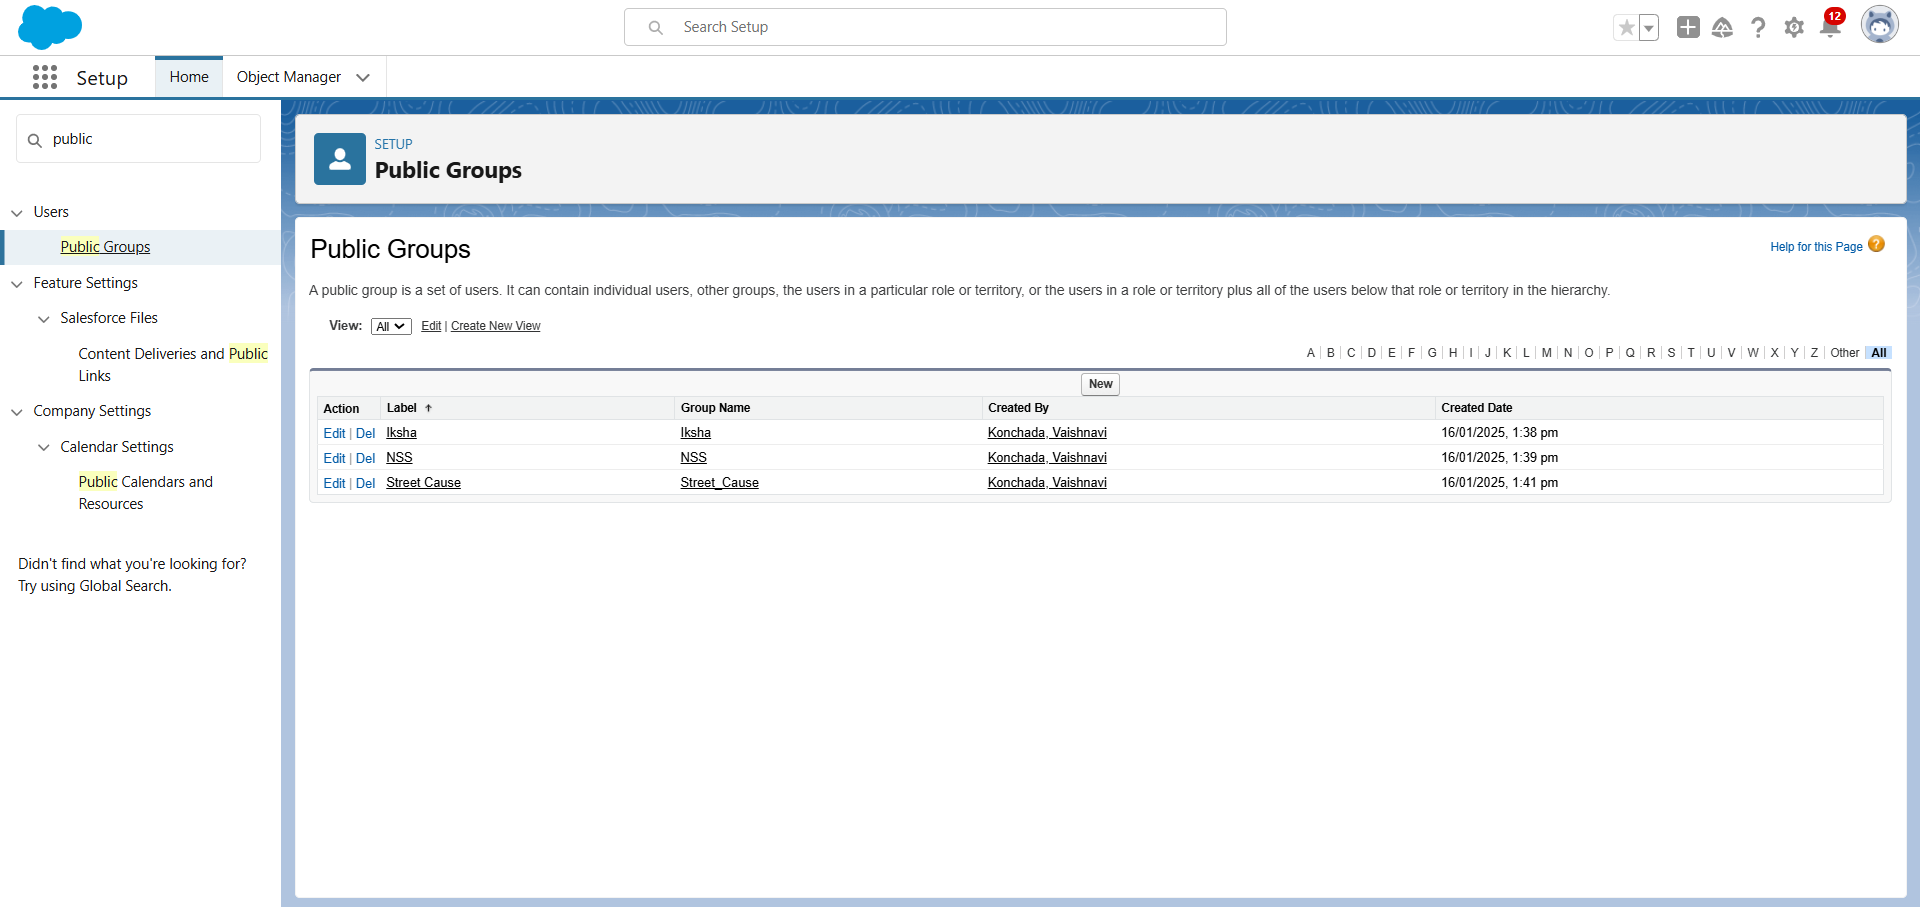 Search Setup
12
Setup
Home
Object Manager
public
Users
Public Groups
Feature Settings
Salesforce Files
Content Deliveries and Public
Links
Company Settings
Calendar Settings
Public Calendars and
Resources
Didn't find what you're looking for?
Try using Global Search.
SETUP
Public Groups
Public Groups
Help for this Page ?
A public group is a set of users. It can contain individual users, other groups, the users in a particular role or territory, or the users in a role or territory plus all of the users below that role or territory in the hierarchy.
View: All Edit | Create New View
A | B | C | D | E | F | G | H | I | J | K | L | M | N | O | P | Q | R | S | T | U | V | W | X | Y | Z | Other All
New
Action Label Group Name Created By Created Date
Edit | Del Iksha Iksha Konchada, Vaishnavi 16/01/2025, 1:38 pm
Edit | Del NSS NSS Konchada, Vaishnavi 16/01/2025, 1:39 pm
Edit | Del Street Cause Street_Cause Konchada, Vaishnavi 16/01/2025, 1:41 pm